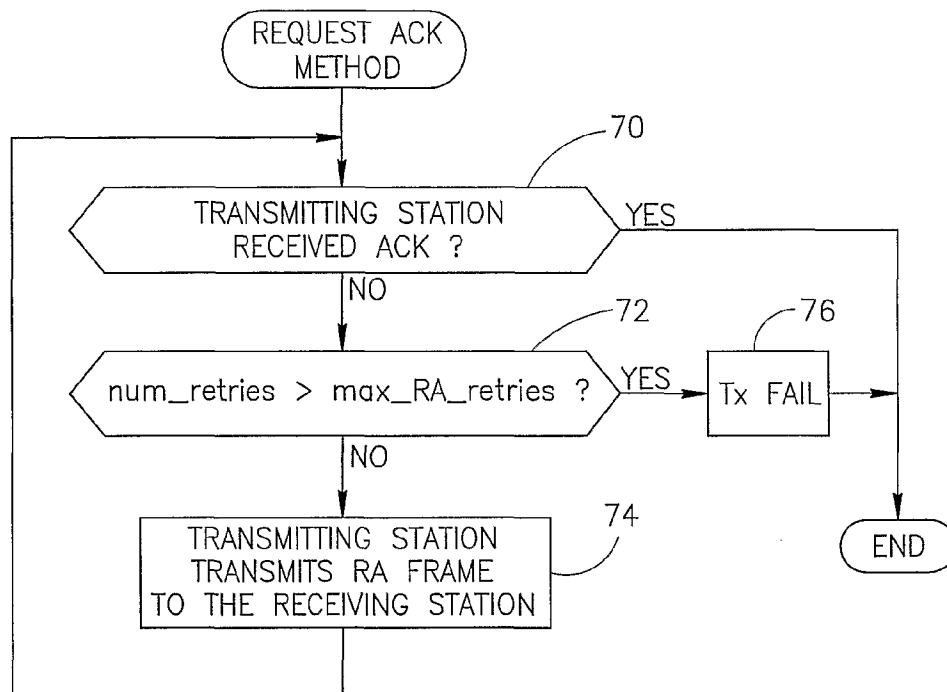 REQUEST ACK
METHOD
70
TRANSMITTING STATION
RECEIVED ACK ?
YES
NO
72
76
num_retries > max_RA_retries ?
YES
Tx FAIL
NO
74
TRANSMITTING STATION
TRANSMITS RA FRAME
TO THE RECEIVING STATION
END